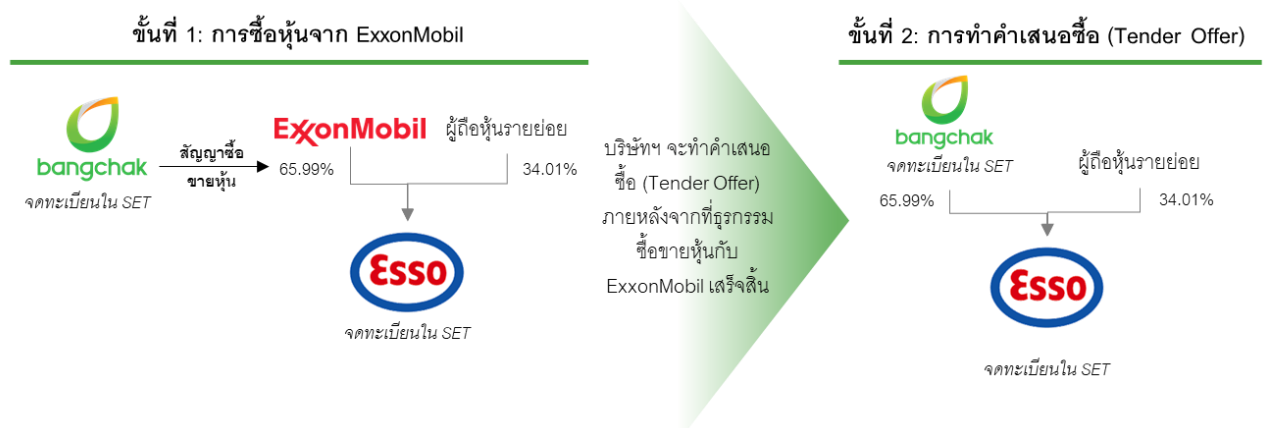 ขั้นที่ 1: การซื้อหุ้นจาก ExxonMobil
bangchak
จดทะเบียนใน SET
สัญญาซื้อ
ขายหุ้น
ExxonMobil
ผู้ถือหุ้นรายย่อย
65.99%
34.01%
Esso
จดทะเบียนใน SET
บริษัทฯ จะทำคำเสนอ
ซื้อ (Tender Offer)
ภายหลังจากที่ธุรกรรม
ซื้อขายหุ้นกับ
ExxonMobil เสร็จสิ้น
ขั้นที่ 2: การทำคำเสนอซื้อ (Tender Offer)
bangchak
จดทะเบียนใน SET
ผู้ถือหุ้นรายย่อย
65.99%
34.01%
Esso
จดทะเบียนใน SET